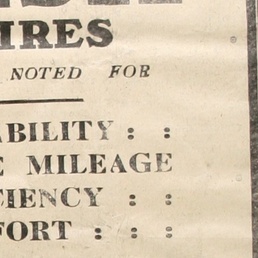 IRES
NOTED FOR
ABILITY : :
E MILEAGE
CIENCY : :
FORT : : :